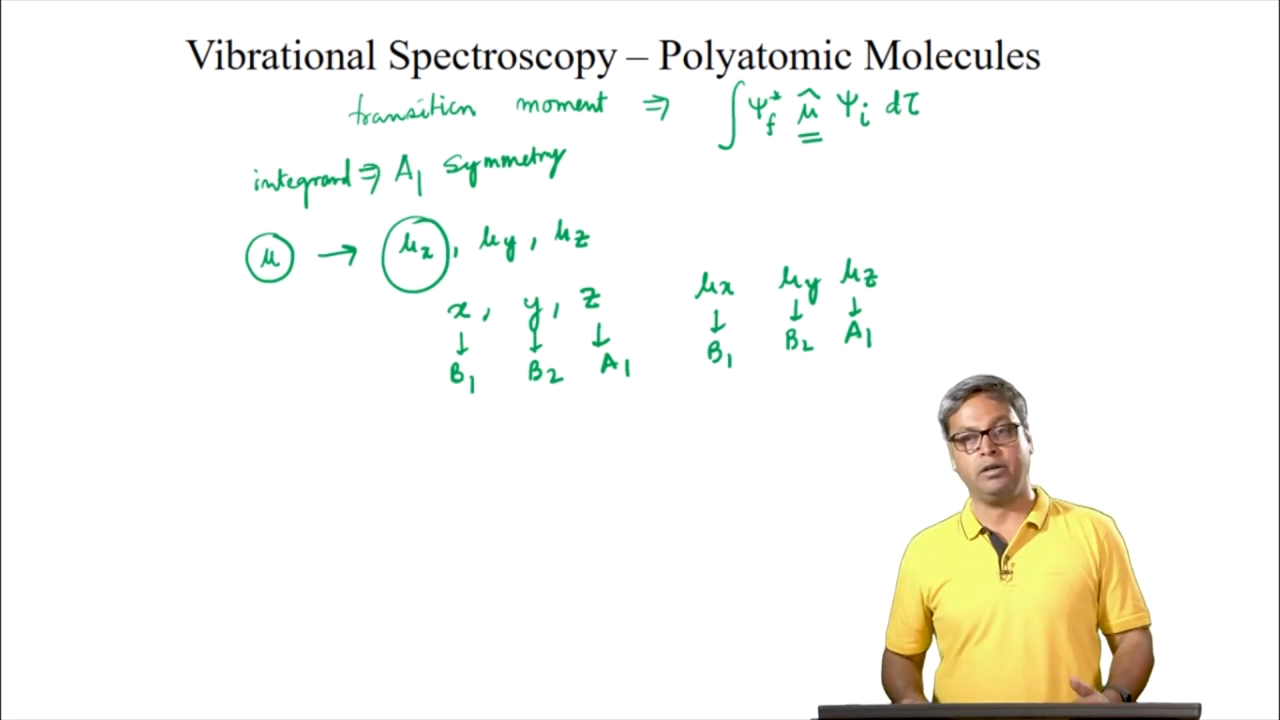 Vibrational Spectroscopy – Polyatomic Molecules
transition moment ⇒ ∫ Ψ*f μ̂ Ψi dτ
integrand ⇒ A1 symmetry
μ → μx, μy, μz
x, y, z
↓ ↓ ↓
B1 B2 A1
μx μy μz
↓ ↓ ↓
B1 B2 A1